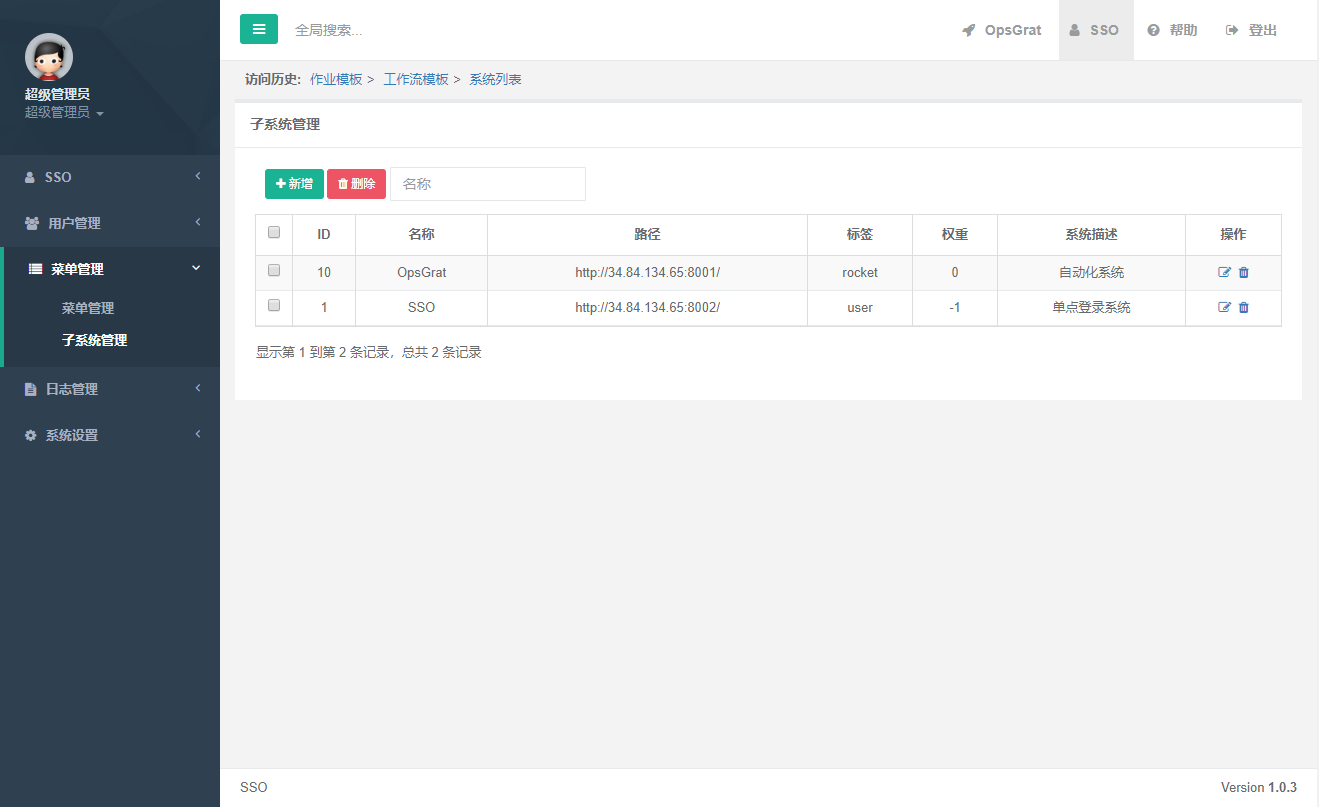 超级管理员
超级管理员
SSO
用户管理
菜单管理
菜单管理
子系统管理
日志管理
系统设置
全局搜索...
OpsGrat SSO 帮助 登出
访问历史: 作业模板 > 工作流模板 > 系统列表
子系统管理
新增 删除 名称
ID 名称 路径 标签 权重 系统描述 操作
10 OpsGrat http://34.84.134.65:8001/ rocket 0 自动化系统
1 SSO http://34.84.134.65:8002/ user -1 单点登录系统
显示第 1 到第 2 条记录，总共 2 条记录
SSO Version 1.0.3